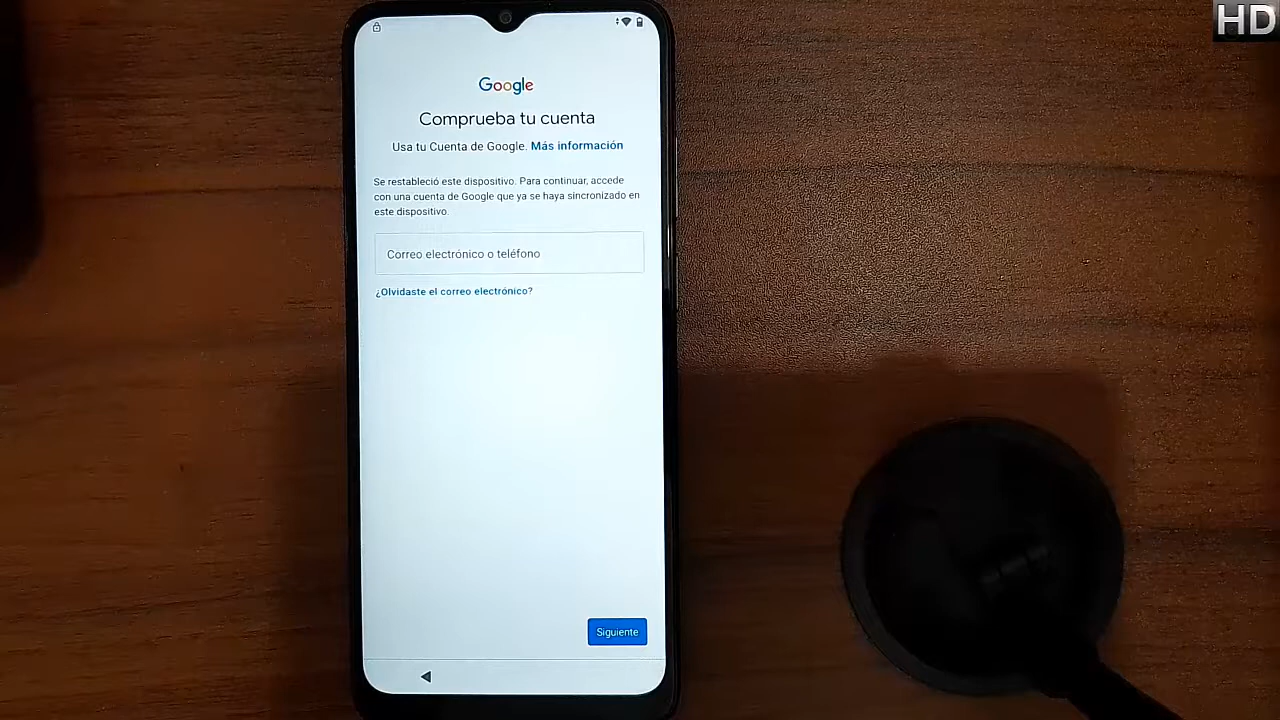 HD
Google
Comprueba tu cuenta
Usa tu Cuenta de Google. Más información
Se restableció este dispositivo. Para continuar, accede
con una cuenta de Google que ya se haya sincronizado en
este dispositivo.
Correo electrónico o teléfono
¿Olvidaste el correo electrónico?
Siguiente